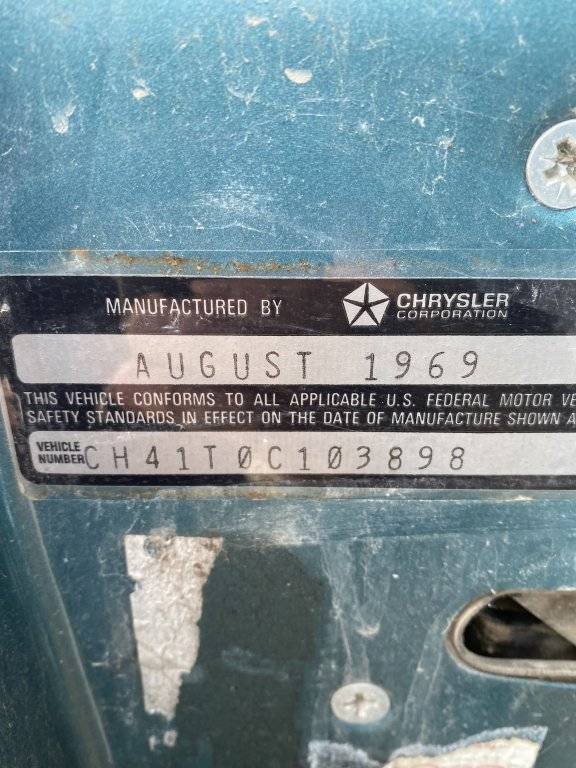 MANUFACTURED BY CHRYSLER CORPORATION
AUGUST 1969
THIS VEHICLE CONFORMS TO ALL APPLICABLE U.S. FEDERAL MOTOR VE
SAFETY STANDARDS IN EFFECT ON THE DATE OF MANUFACTURE SHOWN A
VEHICLE NUMBER CH41T0C103898